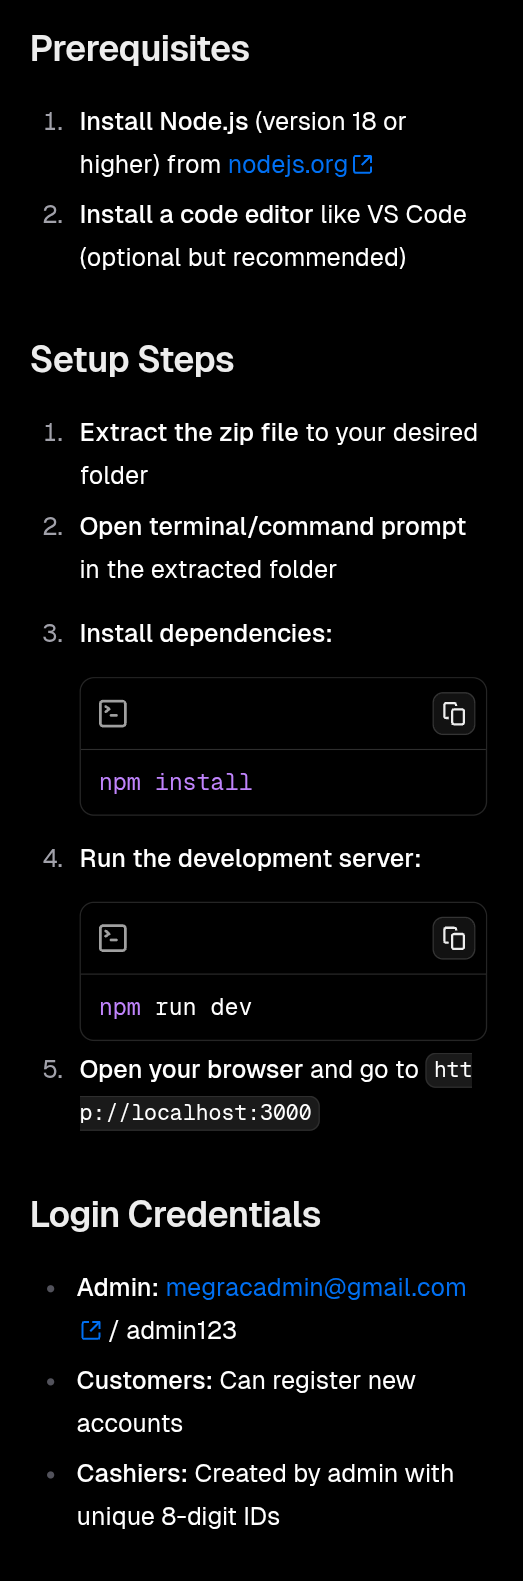 Prerequisites
1. Install Node.js (version 18 or
higher) from nodejs.org
2. Install a code editor like VS Code
(optional but recommended)
Setup Steps
1. Extract the zip file to your desired
folder
2. Open terminal/command prompt
in the extracted folder
3. Install dependencies:
npm install
4. Run the development server:
npm run dev
5. Open your browser and go to htt
p://localhost:3000
Login Credentials
• Admin: megracadmin@gmail.com
/ admin123
• Customers: Can register new
accounts
• Cashiers: Created by admin with
unique 8-digit IDs